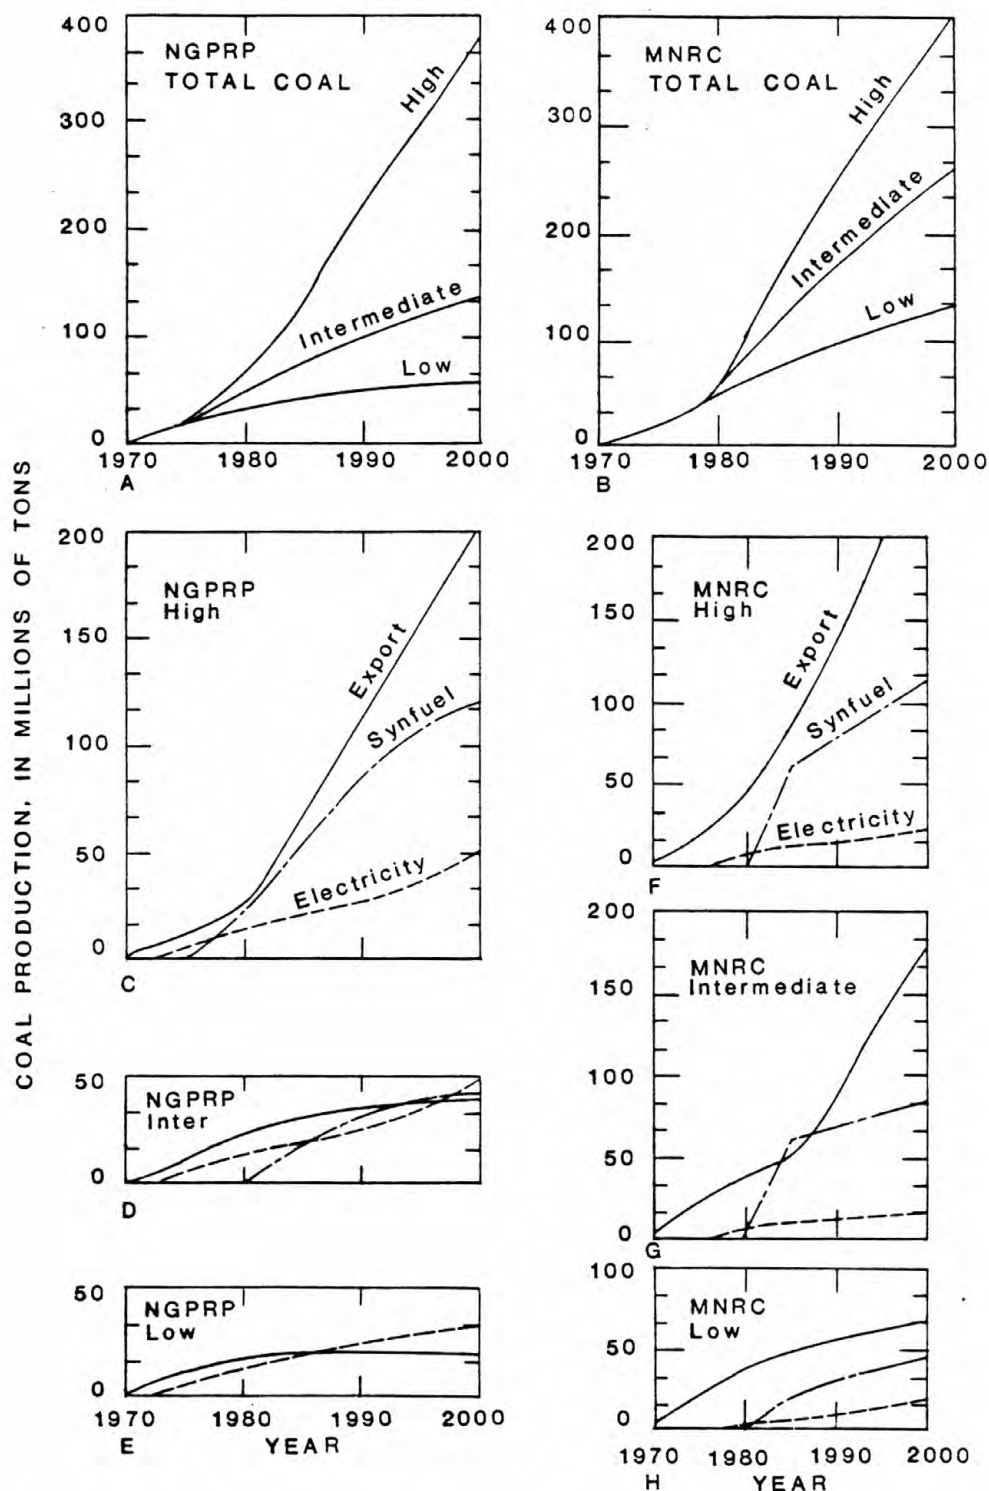 COAL PRODUCTION, IN MILLIONS OF TONS
NGPRP
TOTAL COAL
High
Intermediate
Low
400
300
200
100
0
1970
1980
1990
2000
A
MNRC
TOTAL COAL
High
Intermediate
Low
400
300
200
100
0
1970
1980
1990
2000
B
NGPRP
High
Export
Synfuel
Electricity
200
150
100
50
0
C
NGPRP
Inter
50
0
D
NGPRP
Low
50
0
1970
1980
1990
2000
E
YEAR
MNRC
High
Export
Synfuel
Electricity
200
150
100
50
0
F
MNRC
Intermediate
200
150
100
50
0
G
MNRC
Low
100
50
0
1970
1980
1990
2000
H
YEAR